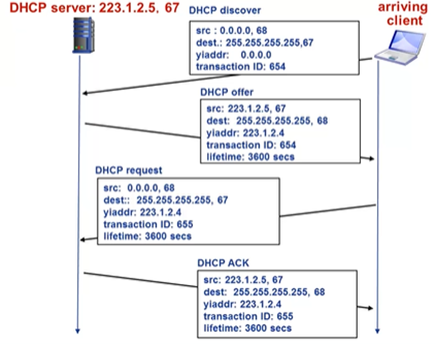 DHCP server: 223.1.2.5, 67
arriving
client
DHCP discover
src : 0.0.0.0, 68
dest.: 255.255.255.255,67
yiaddr: 0.0.0.0
transaction ID: 654
DHCP offer
src: 223.1.2.5, 67
dest: 255.255.255.255, 68
yiaddr: 223.1.2.4
transaction ID: 654
lifetime: 3600 secs
DHCP request
src: 0.0.0.0, 68
dest:: 255.255.255.255, 67
yiaddr: 223.1.2.4
transaction ID: 655
lifetime: 3600 secs
DHCP ACK
src: 223.1.2.5, 67
dest: 255.255.255.255, 68
yiaddr: 223.1.2.4
transaction ID: 655
lifetime: 3600 secs